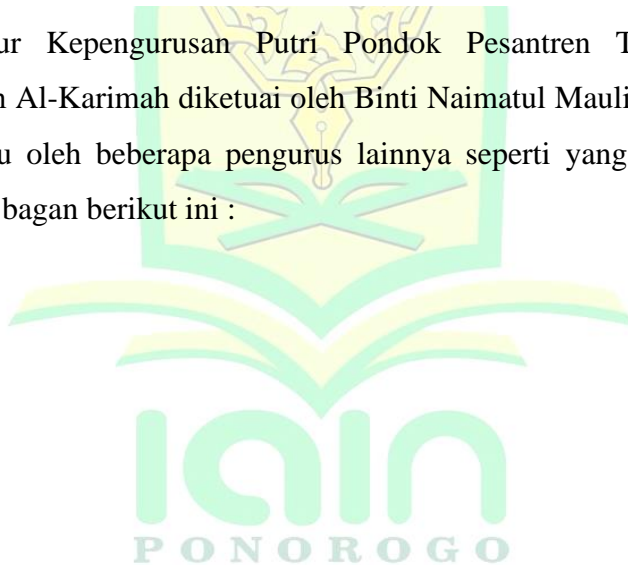 ur Kepengurusan Putri Pondok Pesantren T
n Al-Karimah diketuai oleh Binti Naimatul Mauli
u oleh beberapa pengurus lainnya seperti yang
bagan berikut ini :
iain
PONOROGO